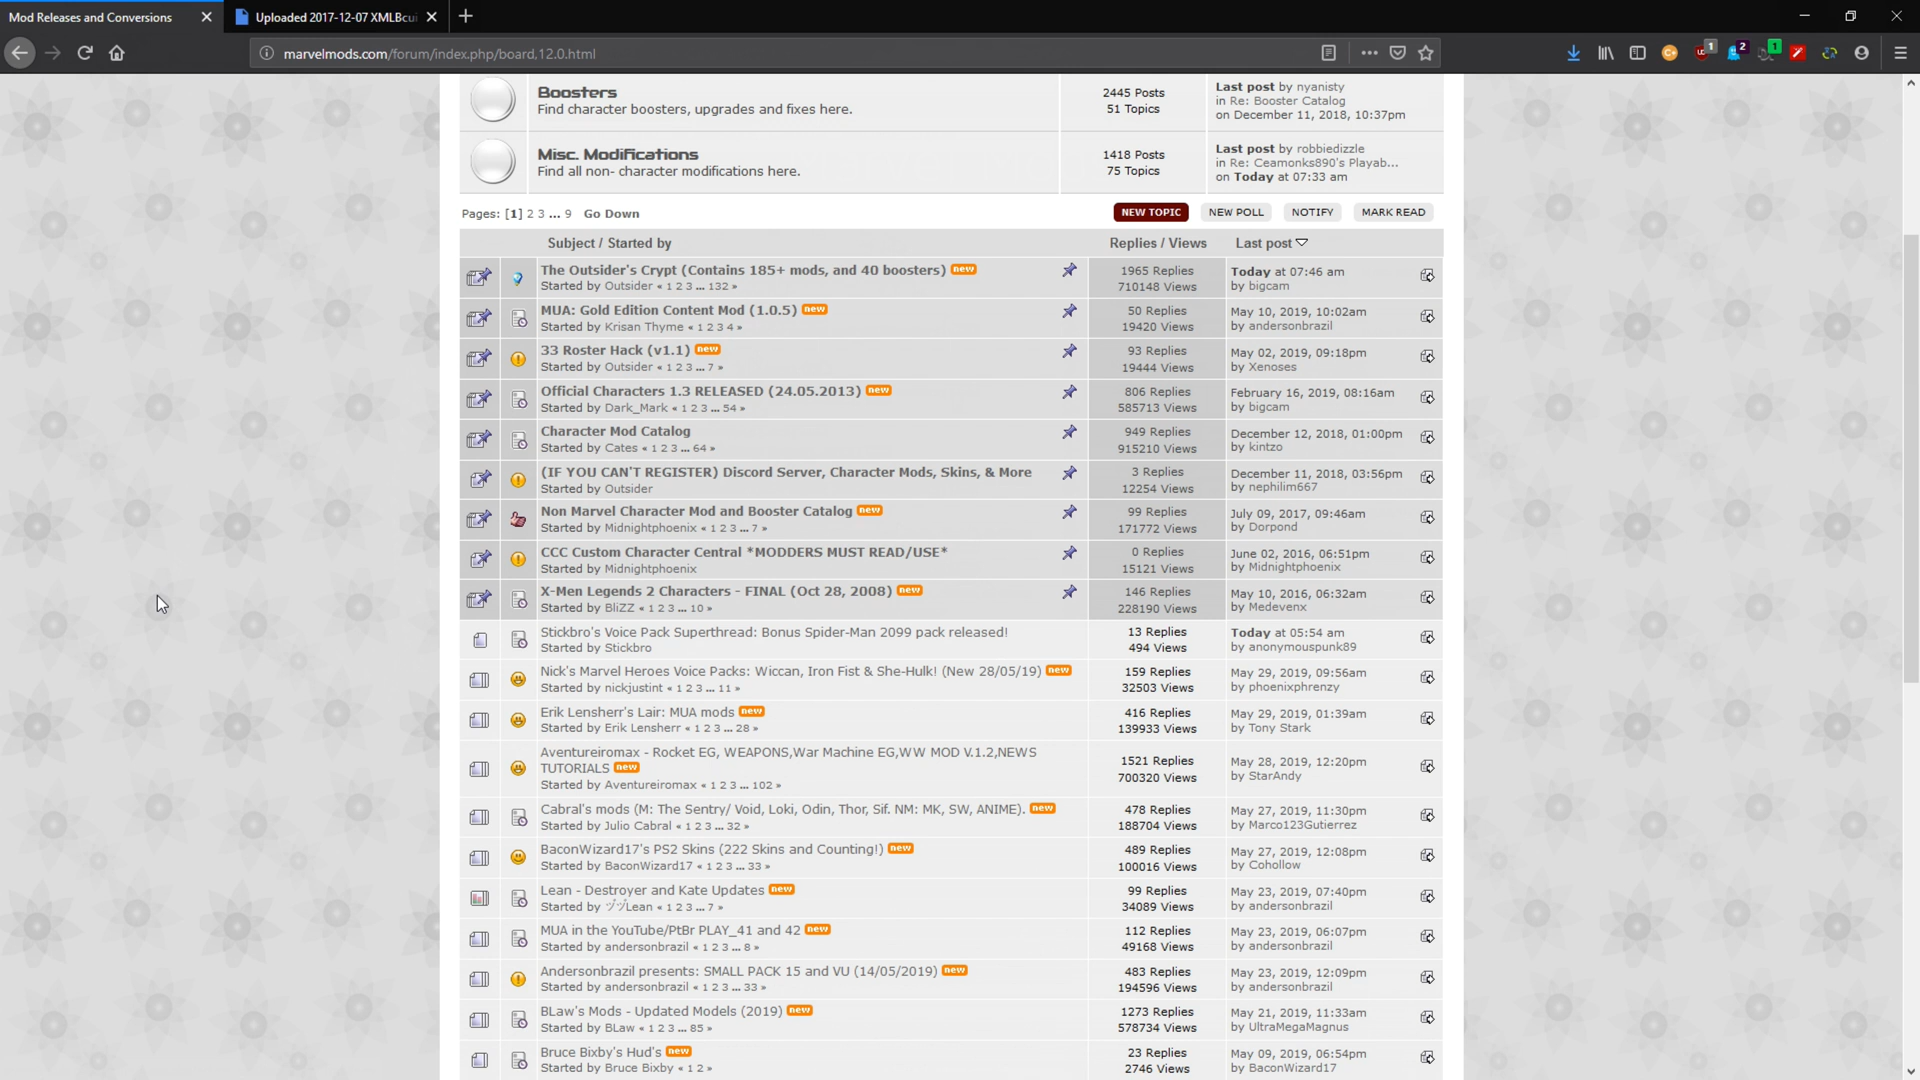 Mod Releases and Conversions
Uploaded 2017-12-07 XMLBcui
marvelmods.com/forum/index.php/board,12.0.html
1
2
1
Boosters
Find character boosters, upgrades and fixes here.
2445 Posts
51 Topics
Last post by nyanisty
in Re: Booster Catalog
on December 11, 2018, 10:37pm
Misc. Modifications
Find all non- character modifications here.
1418 Posts
75 Topics
Last post by robbiedizzle
in Re: Ceamonks890's Playab...
on Today at 07:33 am
Pages: [1] 2 3 ... 9 Go Down
NEW TOPIC NEW POLL NOTIFY MARK READ
Subject / Started by Replies / Views Last post
The Outsider's Crypt (Contains 185+ mods, and 40 boosters) new
Started by Outsider « 1 2 3 ... 132 »
1965 Replies
710148 Views
Today at 07:46 am
by bigcam
MUA: Gold Edition Content Mod (1.0.5) new
Started by Krisan Thyme « 1 2 3 4 »
50 Replies
19420 Views
May 10, 2019, 10:02am
by andersonbrazil
33 Roster Hack (v1.1) new
Started by Outsider « 1 2 3 ... 7 »
93 Replies
19444 Views
May 02, 2019, 09:18pm
by Xenoses
Official Characters 1.3 RELEASED (24.05.2013) new
Started by Dark_Mark « 1 2 3 ... 54 »
806 Replies
585713 Views
February 16, 2019, 08:16am
by bigcam
Character Mod Catalog
Started by Cates « 1 2 3 ... 64 »
949 Replies
915210 Views
December 12, 2018, 01:00pm
by kintzo
(IF YOU CAN'T REGISTER) Discord Server, Character Mods, Skins, & More
Started by Outsider
3 Replies
12254 Views
December 11, 2018, 03:56pm
by nephilim667
Non Marvel Character Mod and Booster Catalog new
Started by Midnightphoenix « 1 2 3 ... 7 »
99 Replies
171772 Views
July 09, 2017, 09:46am
by Dorpond
CCC Custom Character Central *MODDERS MUST READ/USE*
Started by Midnightphoenix
0 Replies
15121 Views
June 02, 2016, 06:51pm
by Midnightphoenix
X-Men Legends 2 Characters - FINAL (Oct 28, 2008) new
Started by BliZZ « 1 2 3 ... 10 »
146 Replies
228190 Views
May 10, 2016, 06:32am
by Medevenx
Stickbro's Voice Pack Superthread: Bonus Spider-Man 2099 pack released!
Started by Stickbro
13 Replies
494 Views
Today at 05:54 am
by anonymouspunk89
Nick's Marvel Heroes Voice Packs: Wiccan, Iron Fist & She-Hulk! (New 28/05/19) new
Started by nickjustint « 1 2 3 ... 11 »
159 Replies
32503 Views
May 29, 2019, 09:56am
by phoenixphrenzy
Erik Lensherr's Lair: MUA mods new
Started by Erik Lensherr « 1 2 3 ... 28 »
416 Replies
139933 Views
May 29, 2019, 01:39am
by Tony Stark
Aventureiromax - Rocket EG, WEAPONS,War Machine EG,WW MOD V.1.2,NEWS
TUTORIALS new
Started by Aventureiromax « 1 2 3 ... 102 »
1521 Replies
700320 Views
May 28, 2019, 12:20pm
by StarAndy
Cabral's mods (M: The Sentry/ Void, Loki, Odin, Thor, Sif. NM: MK, SW, ANIME). new
Started by Julio Cabral « 1 2 3 ... 32 »
478 Replies
188704 Views
May 27, 2019, 11:30pm
by Marco123Gutierrez
BaconWizard17's PS2 Skins (222 Skins and Counting!) new
Started by BaconWizard17 « 1 2 3 ... 33 »
489 Replies
100016 Views
May 27, 2019, 12:08pm
by Cohollow
Lean - Destroyer and Kate Updates new
Started by ヅヅLean « 1 2 3 ... 7 »
99 Replies
34089 Views
May 23, 2019, 07:40pm
by andersonbrazil
MUA in the YouTube/PtBr PLAY_41 and 42 new
Started by andersonbrazil « 1 2 3 ... 8 »
112 Replies
49168 Views
May 23, 2019, 06:07pm
by andersonbrazil
Andersonbrazil presents: SMALL PACK 15 and VU (14/05/2019) new
Started by andersonbrazil « 1 2 3 ... 33 »
483 Replies
194596 Views
May 23, 2019, 12:09pm
by andersonbrazil
BLaw's Mods - Updated Models (2019) new
Started by BLaw « 1 2 3 ... 85 »
1273 Replies
578734 Views
May 21, 2019, 11:33am
by UltraMegaMagnus
Bruce Bixby's Hud's new
Started by Bruce Bixby « 1 2 »
23 Replies
2746 Views
May 09, 2019, 06:54pm
by BaconWizard17